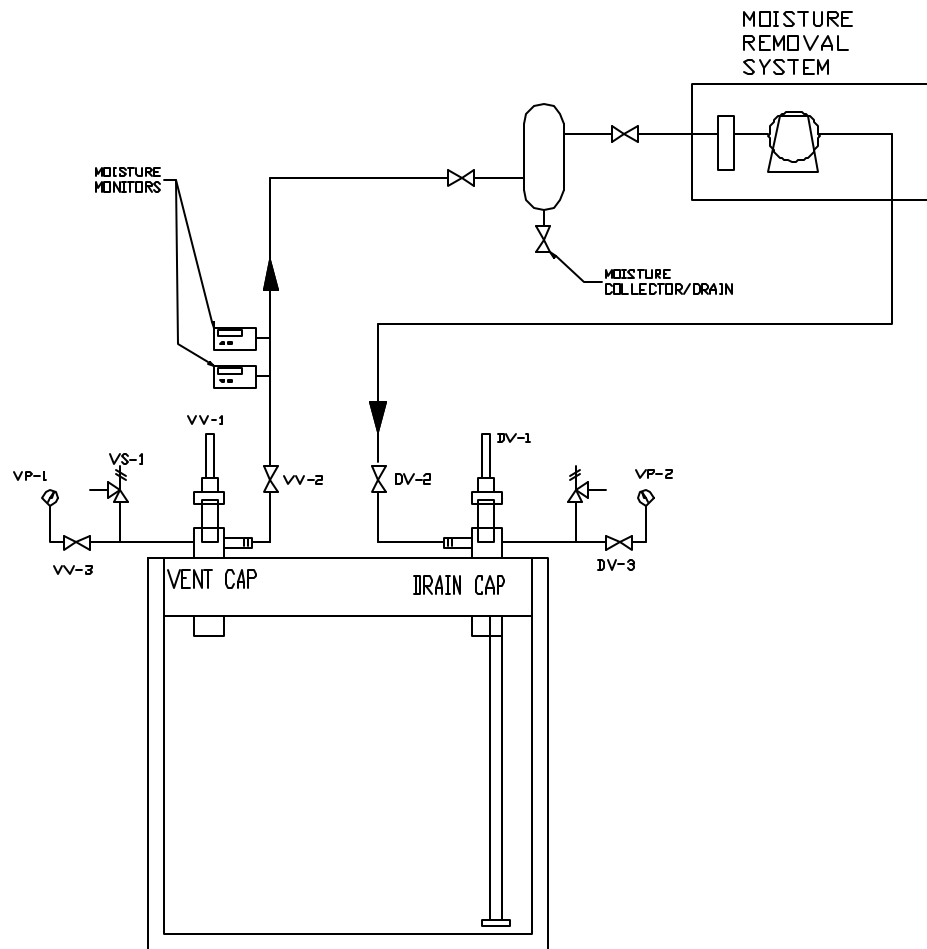 MOISTURE
REMOVAL
SYSTEM
MOISTURE
MONITORS
MOISTURE
COLLECTOR/DRAIN
VV-1
DV-1
VS-1
VP-1
VV-2
DV-2
VP-2
VV-3
DV-3
VENT CAP
DRAIN CAP